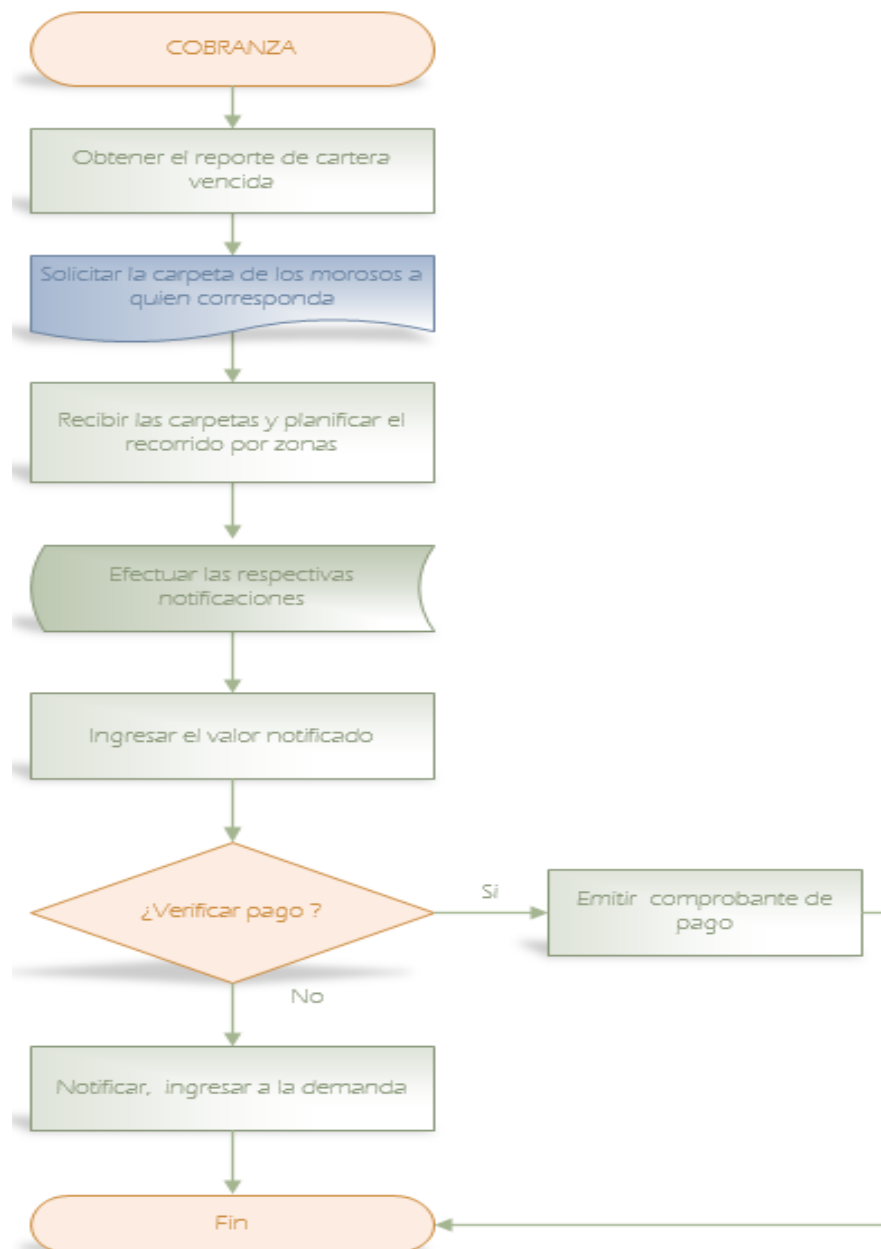 COBRANZA
Obtener el reporte de cartera
vencida
Solicitar la carpeta de los morosos a
quien corresponda
Recibir las carpetas y planificar el
recorrido por zonas
Efectuar las respectivas
notificaciones
Ingresar el valor notificado
¿Verificar pago ?
Si
Emitir comprobante de
pago
No
Notificar, ingresar a la demanda
Fin